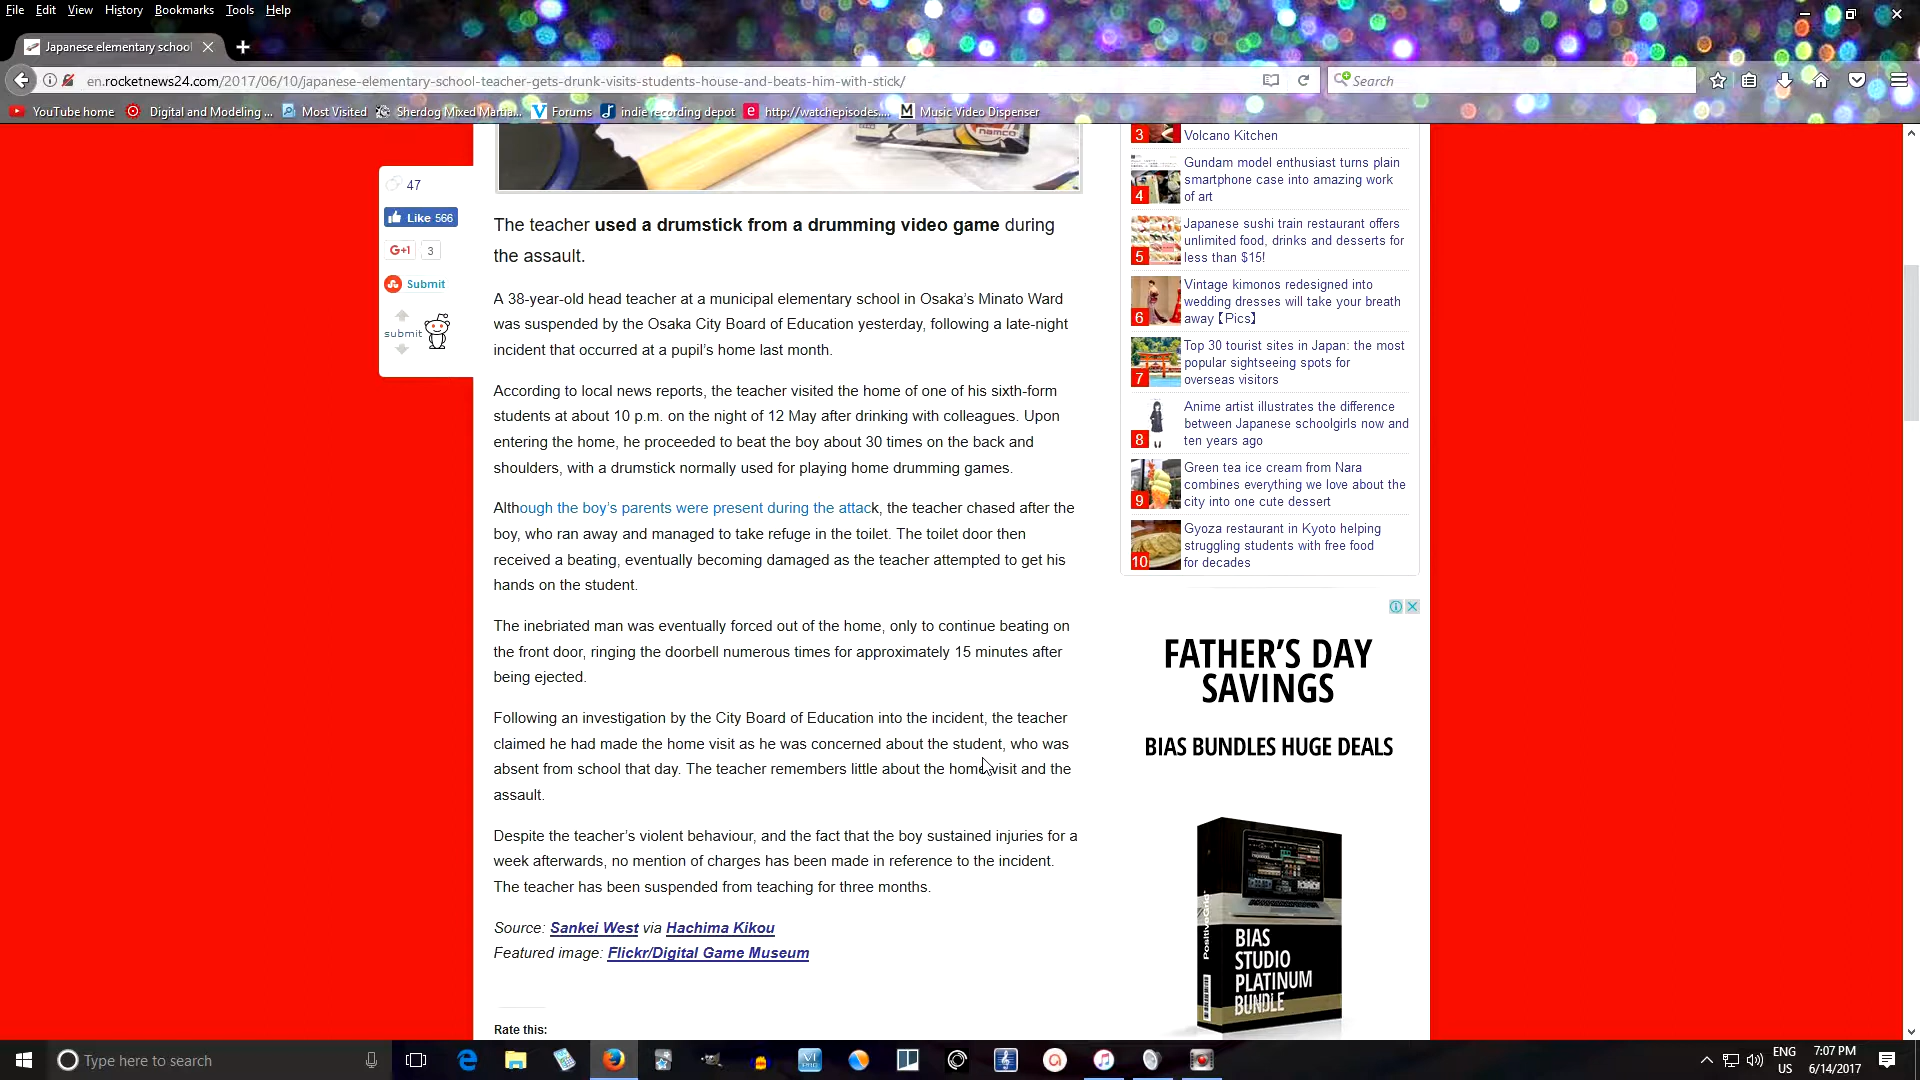 File Edit View History Bookmarks Tools Help
Japanese elementary school
en.rocketnews24.com/2017/06/10/japanese-elementary-school-teacher-gets-drunk-visits-students-house-and-beats-him-with-stick/
Search
YouTube home Digital and Modeling ... Most Visited Sherdog Mixed Martia... Forums indie recording depot http://watchepisodes.... Music Video Dispenser
namco
47
Like 566
G+1 3
Submit
submit
The teacher used a drumstick from a drumming video game during
the assault.
A 38-year-old head teacher at a municipal elementary school in Osaka's Minato Ward
was suspended by the Osaka City Board of Education yesterday, following a late-night
incident that occurred at a pupil's home last month.
According to local news reports, the teacher visited the home of one of his sixth-form
students at about 10 p.m. on the night of 12 May after drinking with colleagues. Upon
entering the home, he proceeded to beat the boy about 30 times on the back and
shoulders, with a drumstick normally used for playing home drumming games.
Although the boy's parents were present during the attack, the teacher chased after the
boy, who ran away and managed to take refuge in the toilet. The toilet door then
received a beating, eventually becoming damaged as the teacher attempted to get his
hands on the student.
The inebriated man was eventually forced out of the home, only to continue beating on
the front door, ringing the doorbell numerous times for approximately 15 minutes after
being ejected.
Following an investigation by the City Board of Education into the incident, the teacher
claimed he had made the home visit as he was concerned about the student, who was
absent from school that day. The teacher remembers little about the home visit and the
assault.
Despite the teacher's violent behaviour, and the fact that the boy sustained injuries for a
week afterwards, no mention of charges has been made in reference to the incident.
The teacher has been suspended from teaching for three months.
Source: Sankei West via Hachima Kikou
Featured image: Flickr/Digital Game Museum
Rate this:
3 Volcano Kitchen
Gundam model enthusiast turns plain
smartphone case into amazing work
4 of art
Japanese sushi train restaurant offers
unlimited food, drinks and desserts for
5 less than $15!
Vintage kimonos redesigned into
wedding dresses will take your breath
6 away【Pics】
Top 30 tourist sites in Japan: the most
popular sightseeing spots for
7 overseas visitors
Anime artist illustrates the difference
between Japanese schoolgirls now and
8 ten years ago
Green tea ice cream from Nara
combines everything we love about the
9 city into one cute dessert
Gyoza restaurant in Kyoto helping
struggling students with free food
10 for decades
FATHER'S DAY
SAVINGS
BIAS BUNDLES HUGE DEALS
PositiveGrid
BIAS
STUDIO
PLATINUM
BUNDLE
Type here to search
ENG
US
7:07 PM
6/14/2017